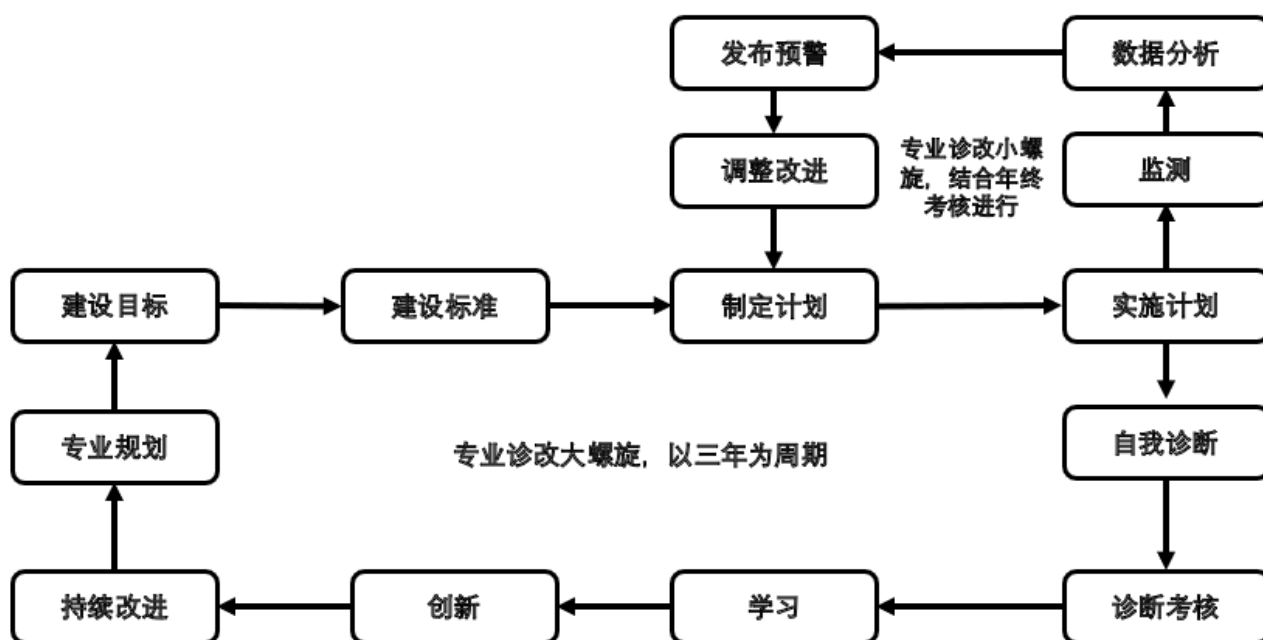 发布预警
数据分析
调整改进
专业诊改小螺
旋，结合年终
考核进行
监测
建设目标
建设标准
制定计划
实施计划
专业规划
专业诊改大螺旋，以三年为周期
自我诊断
持续改进
创新
学习
诊断考核